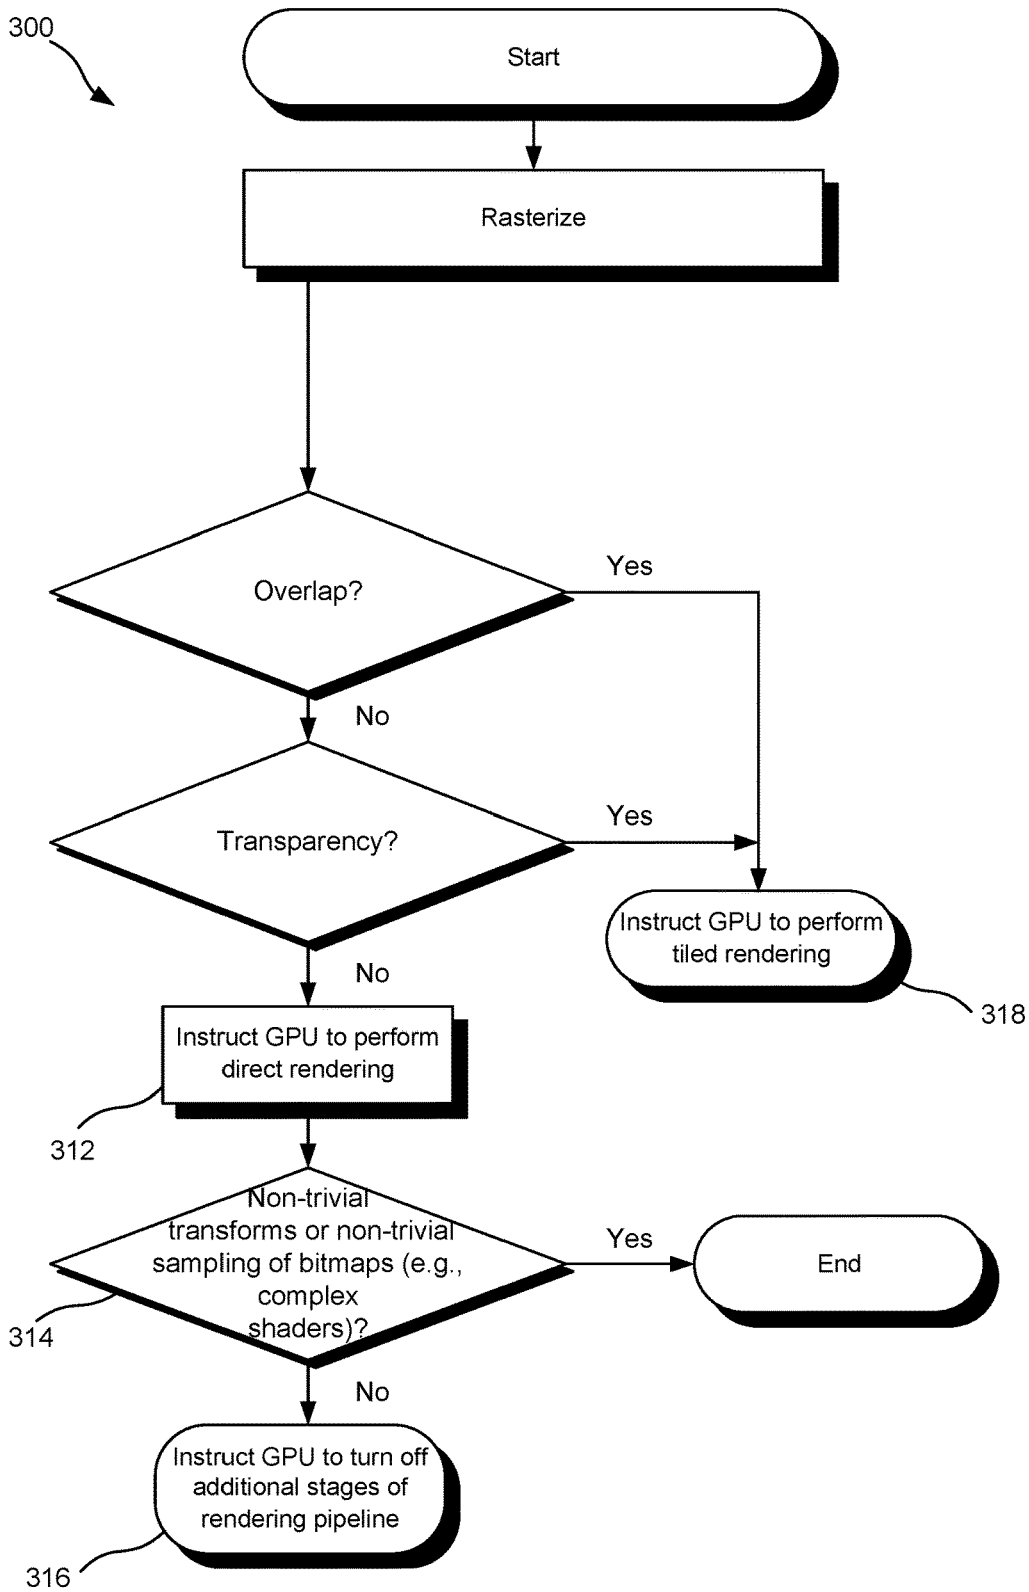 300
Start
Rasterize
Overlap?
Yes
No
Transparency?
Yes
Instruct GPU to perform
tiled rendering
318
No
Instruct GPU to perform
direct rendering
312
Non-trivial
transforms or non-trivial
sampling of bitmaps (e.g.,
complex
shaders)?
Yes
End
314
No
Instruct GPU to turn off
additional stages of
rendering pipeline
316